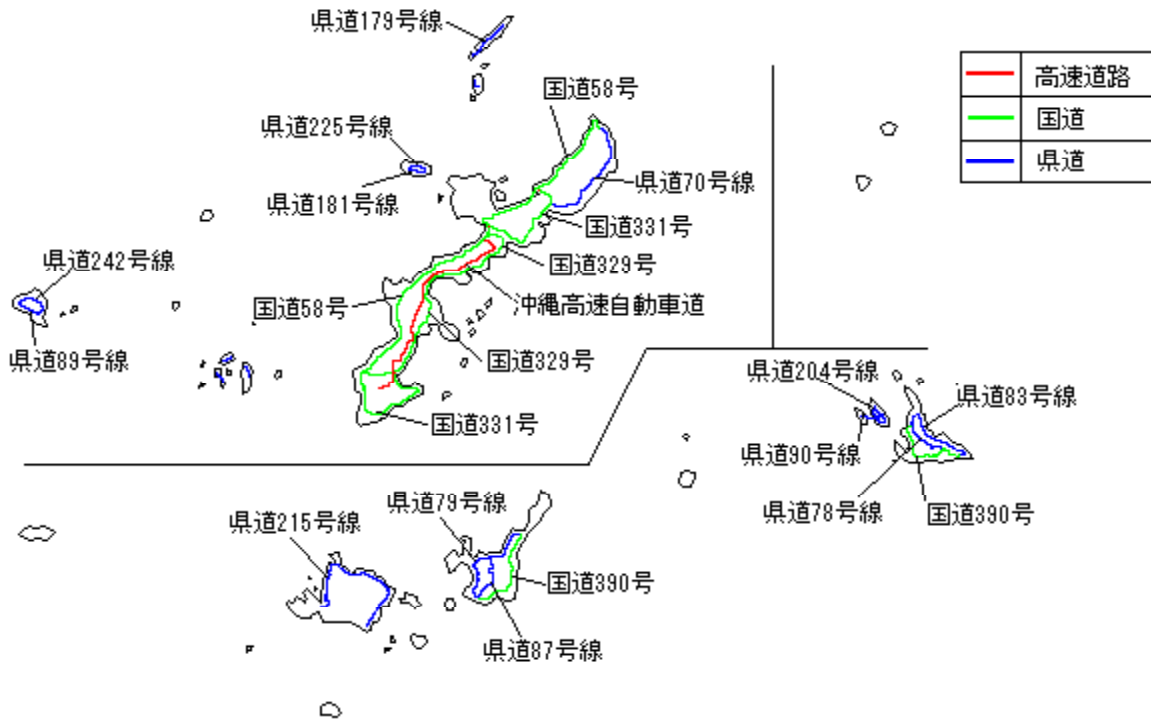 県道179号線
国道58号
高速道路
国道
県道
県道225号線
県道70号線
県道181号線
国道331号
県道242号線
国道329号
国道58号
沖縄高速自動車道
県道89号線
国道329号
県道204号線
県道83号線
国道331号
県道90号線
県道79号線
県道78号線
国道390号
県道215号線
国道390号
県道87号線